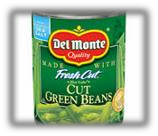 Del Monte
Quality
MADE WITH
Fresh Cut
CUT
GREEN BEANS